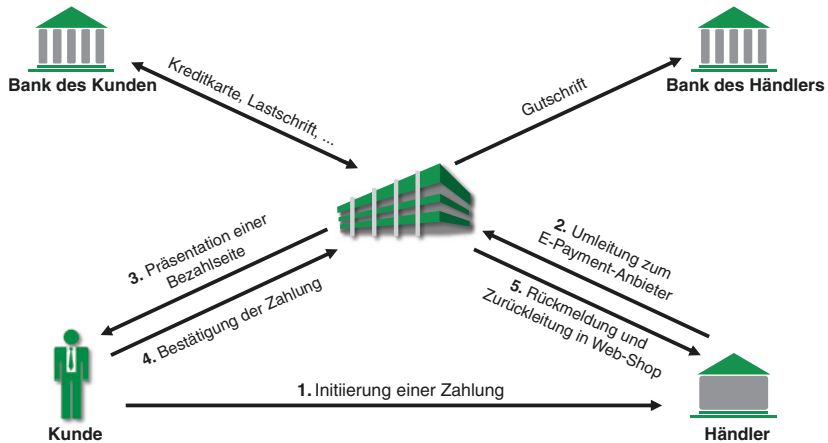 Bank des Kunden
Kreditkarte, Lastschrift, ...
Gutschrift
Bank des Händlers
3. Präsentation einer
Bezahlseite
4. Bestätigung der Zahlung
2. Umleitung zum
E-Payment-Anbieter
5. Rückmeldung und
Zurückleitung in Web-Shop
1. Initiierung einer Zahlung
Kunde
Händler